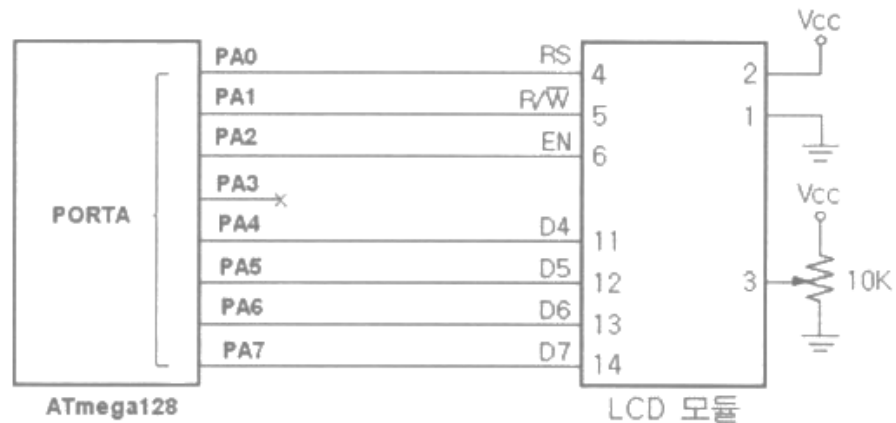 Vcc
PA0 RS 4 2
PA1 R/W̅ 5 1
PA2 EN 6
PA3
Vcc
PORTA
PA4 D4 11
PA5 D5 12 3 10K
PA6 D6 13
PA7 D7 14
ATmega128 LCD 모듈